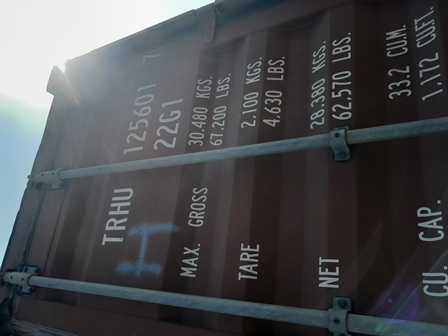 TRHU 125601 7
22G1
MAX. GROSS 30.480 KGS.
67.200 LBS.
TARE 2.100 KGS.
4.630 LBS.
NET 28.380 KGS.
62.570 LBS.
CU. CAP. 33.2 CU.M.
1.172 CU.FT.